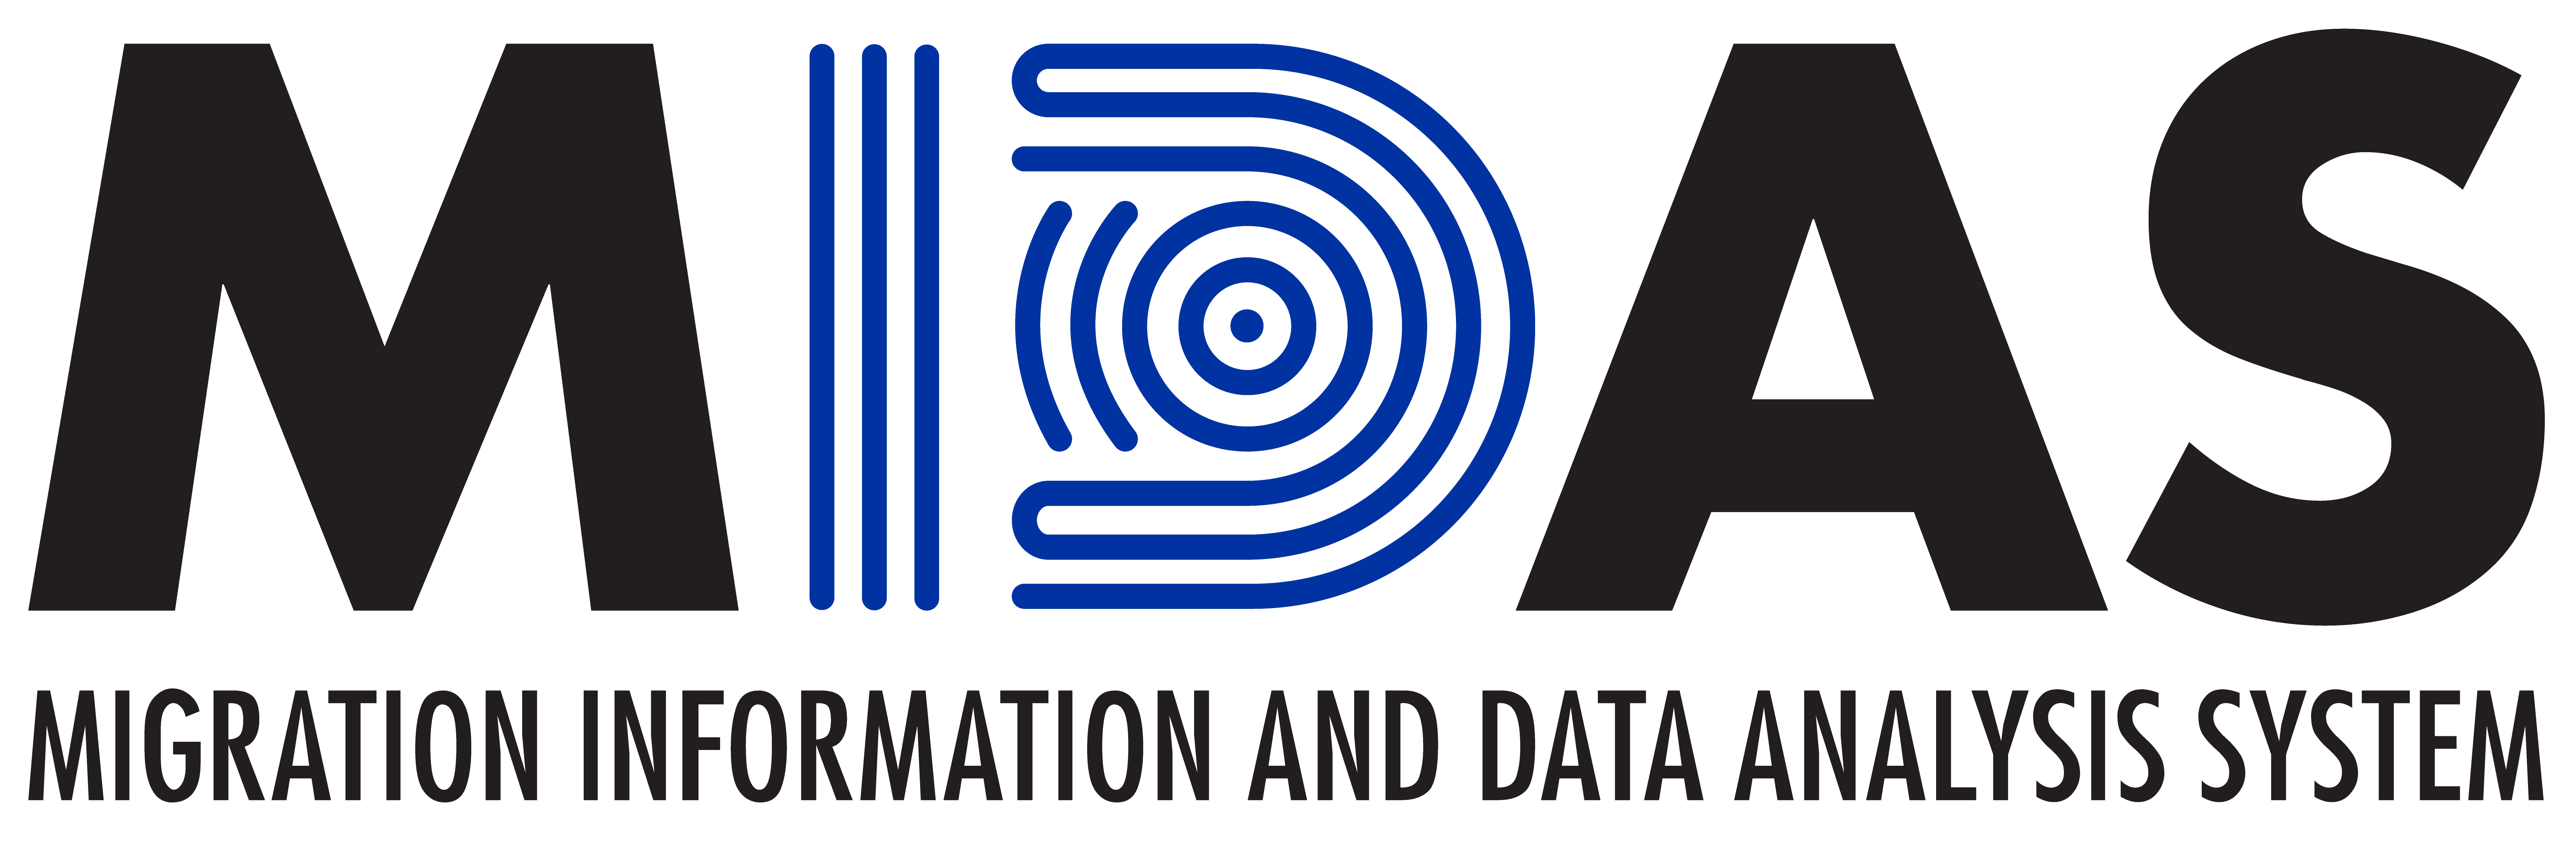 MIDAS
MIGRATION INFORMATION AND DATA ANALYSIS SYSTEM